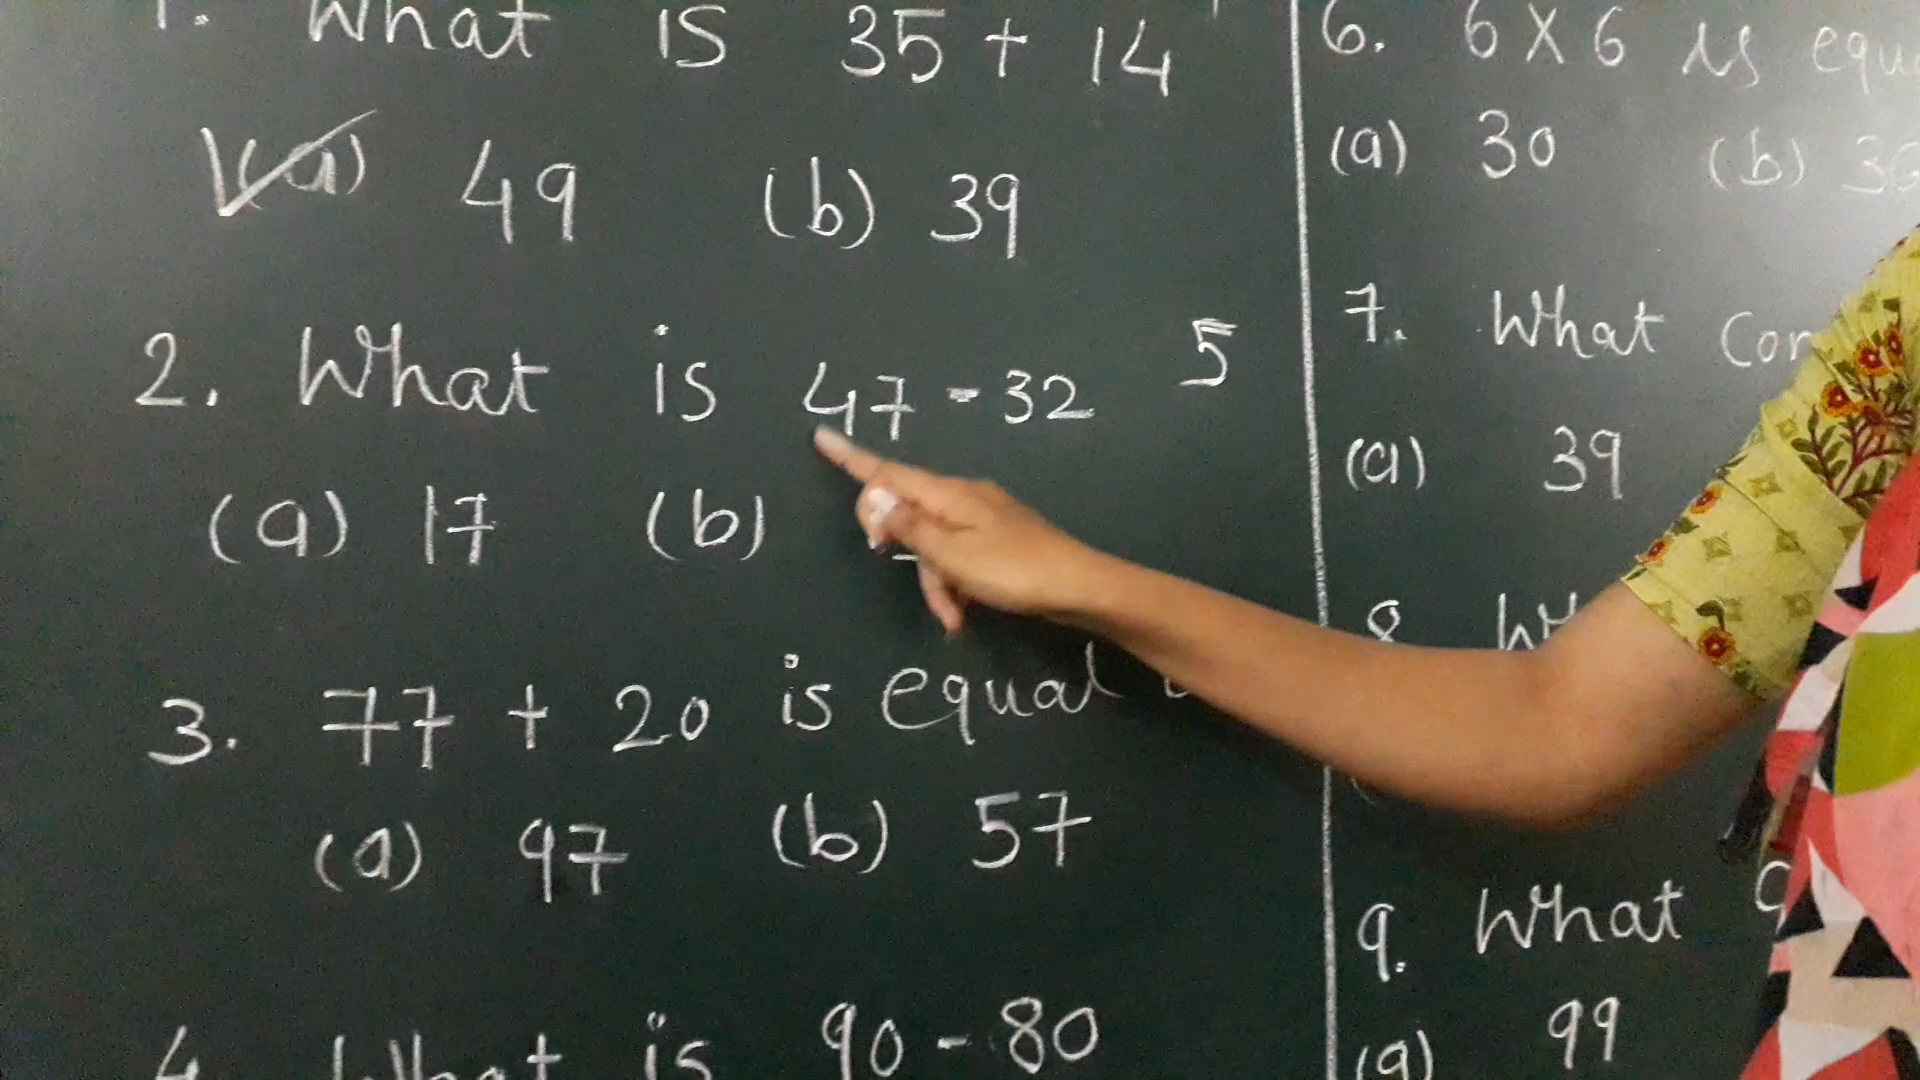 1. What is 35 + 14
(a) 49 (b) 39
2. What is 47 - 32 5
(a) 17 (b)
3. 77 + 20 is equal
(a) 97 (b) 57
4. What is 90 - 80
6. 6 X 6 is
(a) 30 (b)
7. What
(a) 39
8.
9. What
(a) 99